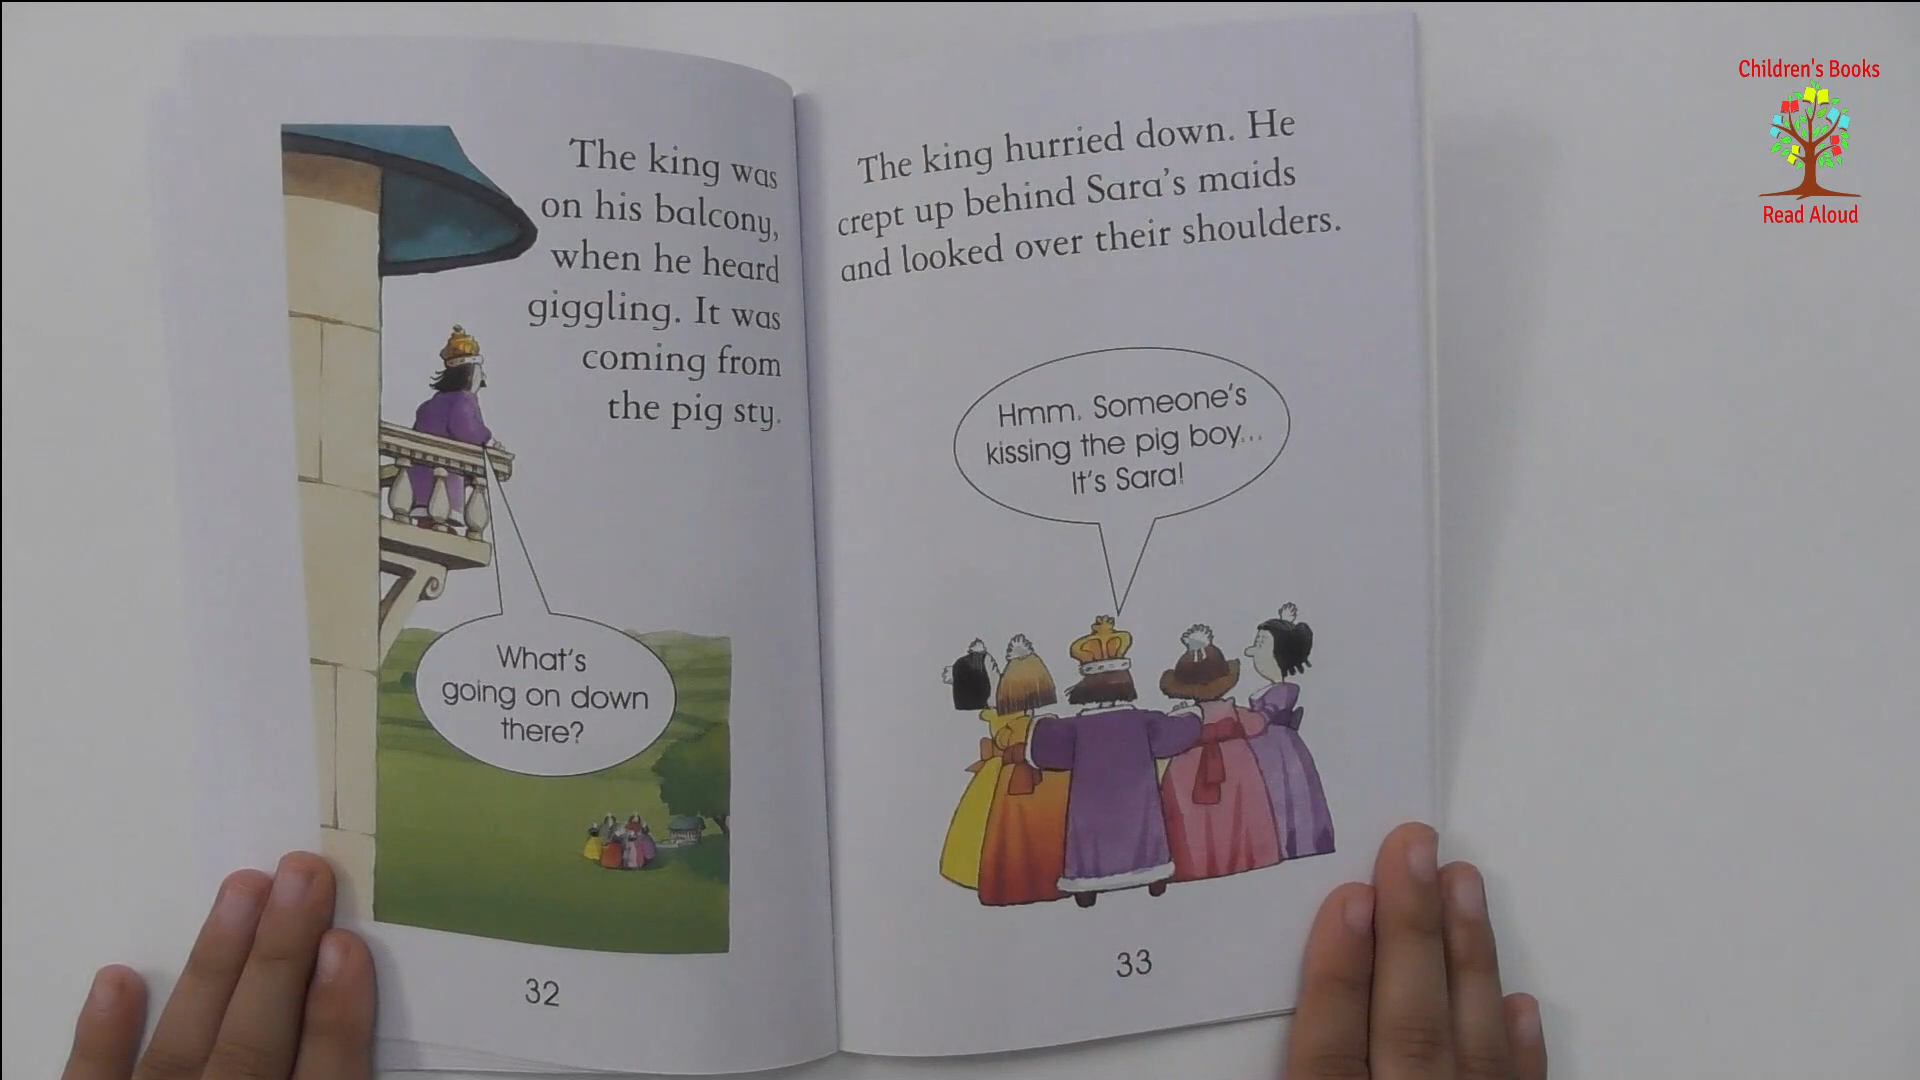 The king was
on his balcony,
when he heard
giggling. It was
coming from
the pig sty.
What's
going on down
there?
32
The king hurried down. He
crept up behind Sara's maids
and looked over their shoulders.
Hmm. Someone's
kissing the pig boy...
It's Sara!
33
Children's Books
Read Aloud